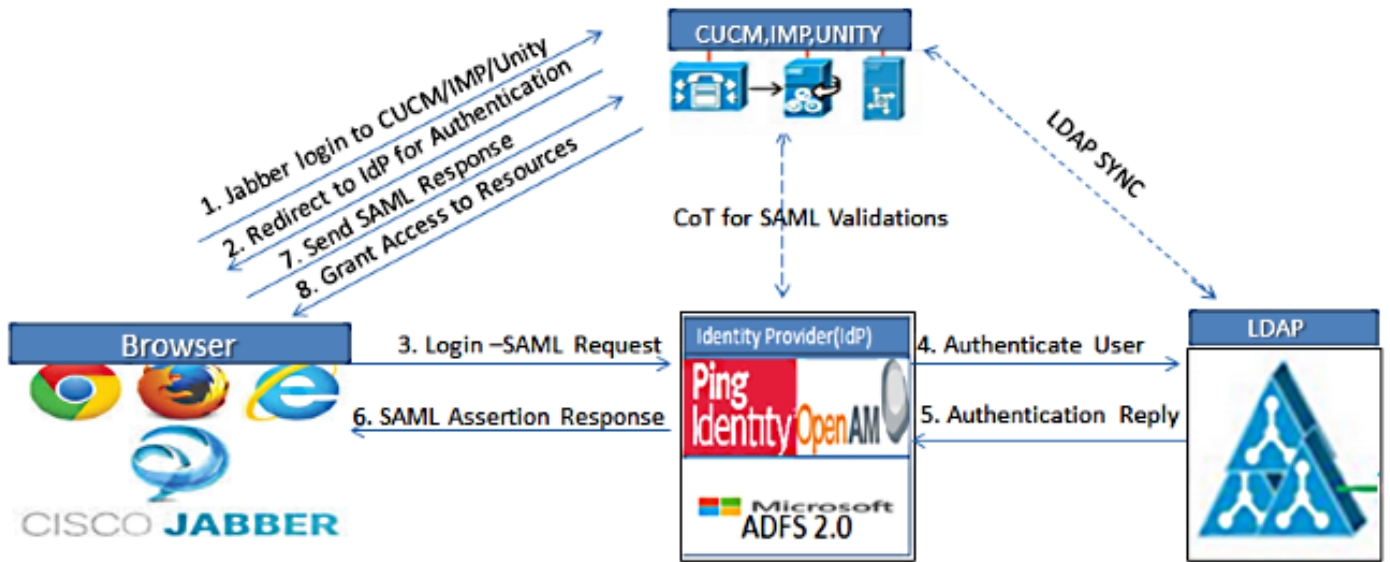 CUCM,IMP,UNITY
1. Jabber login to CUCM/IMP/Unity
2. Redirect to IdP for Authentication
7. Send SAML Response
8. Grant Access to Resources
LDAP SYNC
CoT for SAML Validations
Browser
3. Login –SAML Request
Identity Provider(IdP)
4. Authenticate User
LDAP
Ping
Identity
OpenAM
6. SAML Assertion Response
5. Authentication Reply
CISCO JABBER
Microsoft
ADFS 2.0